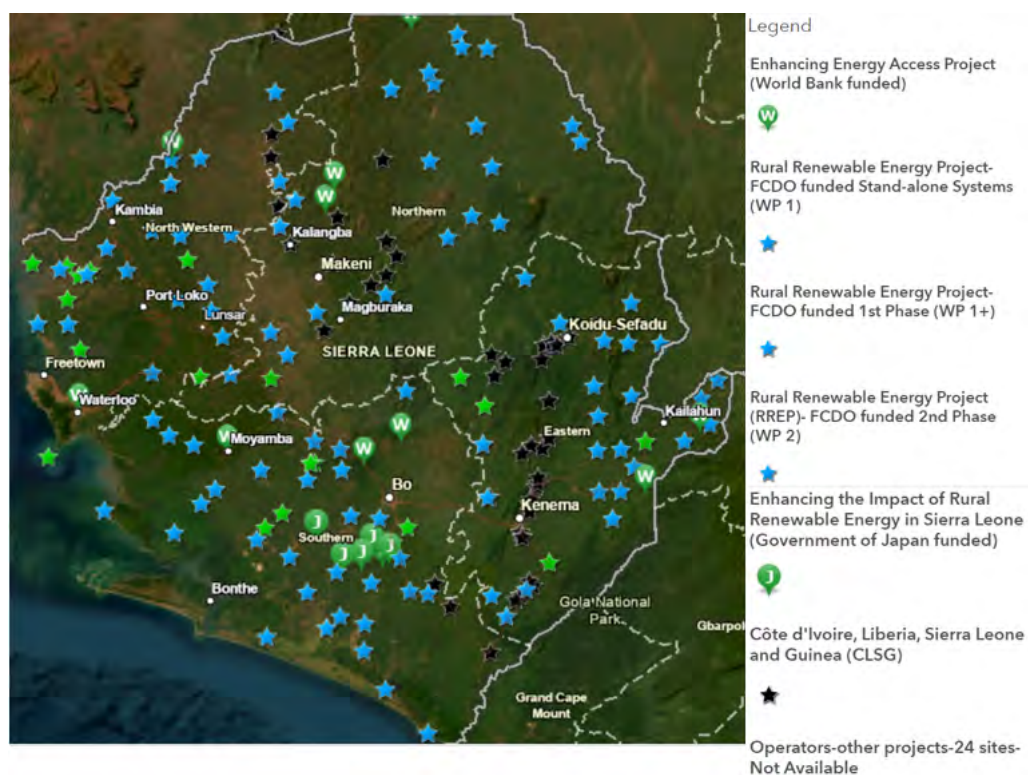 Legend
Enhancing Energy Access Project
(World Bank funded)
W
Rural Renewable Energy Project-
FCDO funded Stand-alone Systems
(WP 1)
Rural Renewable Energy Project-
FCDO funded 1st Phase (WP 1+)
Rural Renewable Energy Project
(RREP)- FCDO funded 2nd Phase
(WP 2)
Enhancing the Impact of Rural
Renewable Energy in Sierra Leone
(Government of Japan funded)
J
Côte d'Ivoire, Liberia, Sierra Leone
and Guinea (CLSG)
Operators-other projects-24 sites-
Not Available
W
W
W
W
Kambia
Northern
North Western
Kalangba
Makeni
Port Loko
Magburaka
Lunsar
Koidu-Sefadu
SIERRA LEONE
Freetown
W
Waterloo
Kailahun
W
W
Moyamba
W
Eastern
W
Bo
Kenema
J
Southern
J
J
J
J
Bonthe
Gola National
Park
Gbarpol
Grand Cape
Mount